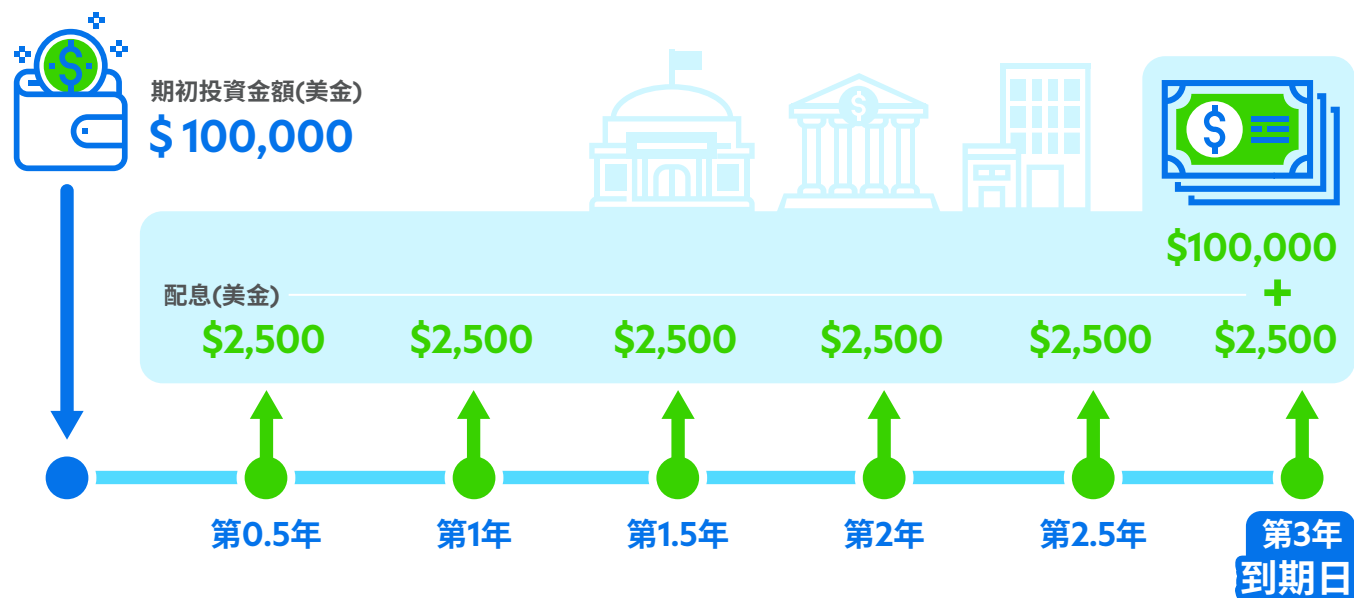 期初投資金額(美金)
$ 100,000
$100,000
+
配息(美金)
$2,500 $2,500 $2,500 $2,500 $2,500 $2,500
第0.5年 第1年 第1.5年 第2年 第2.5年 第3年
到期日